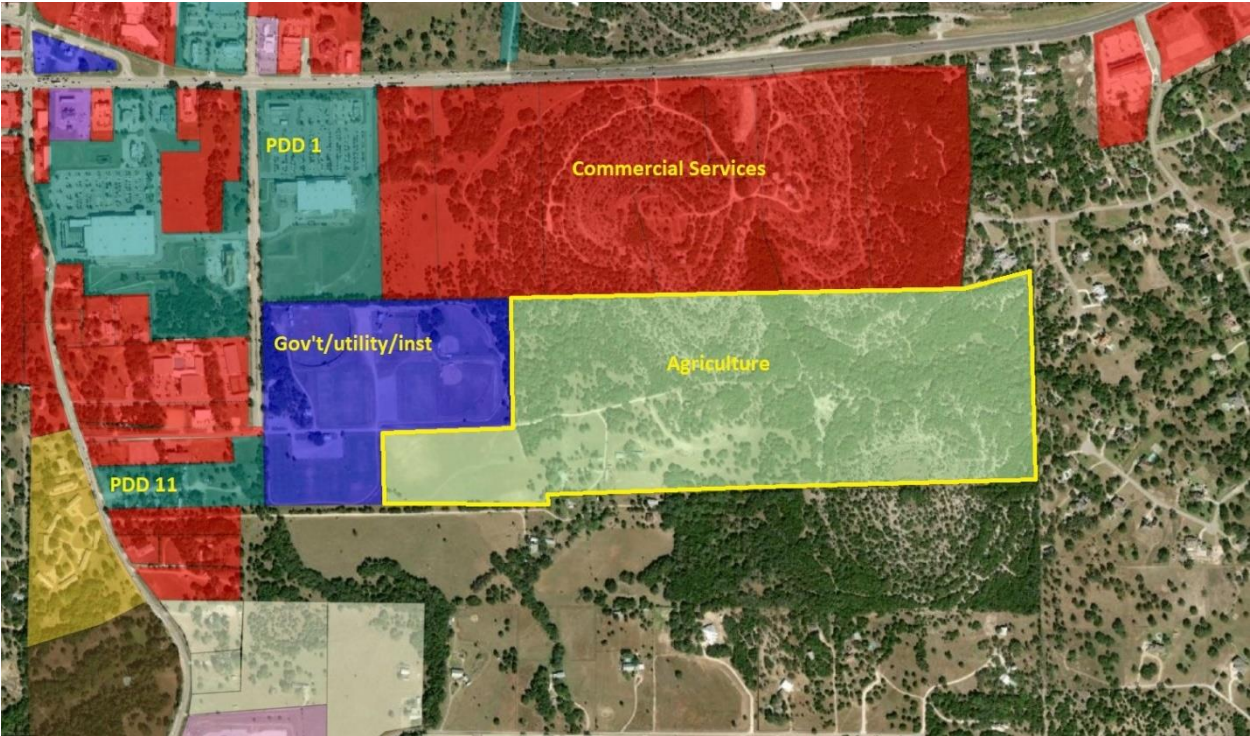 PDD 1
Commercial Services
Gov't/utility/inst
Agriculture
PDD 11